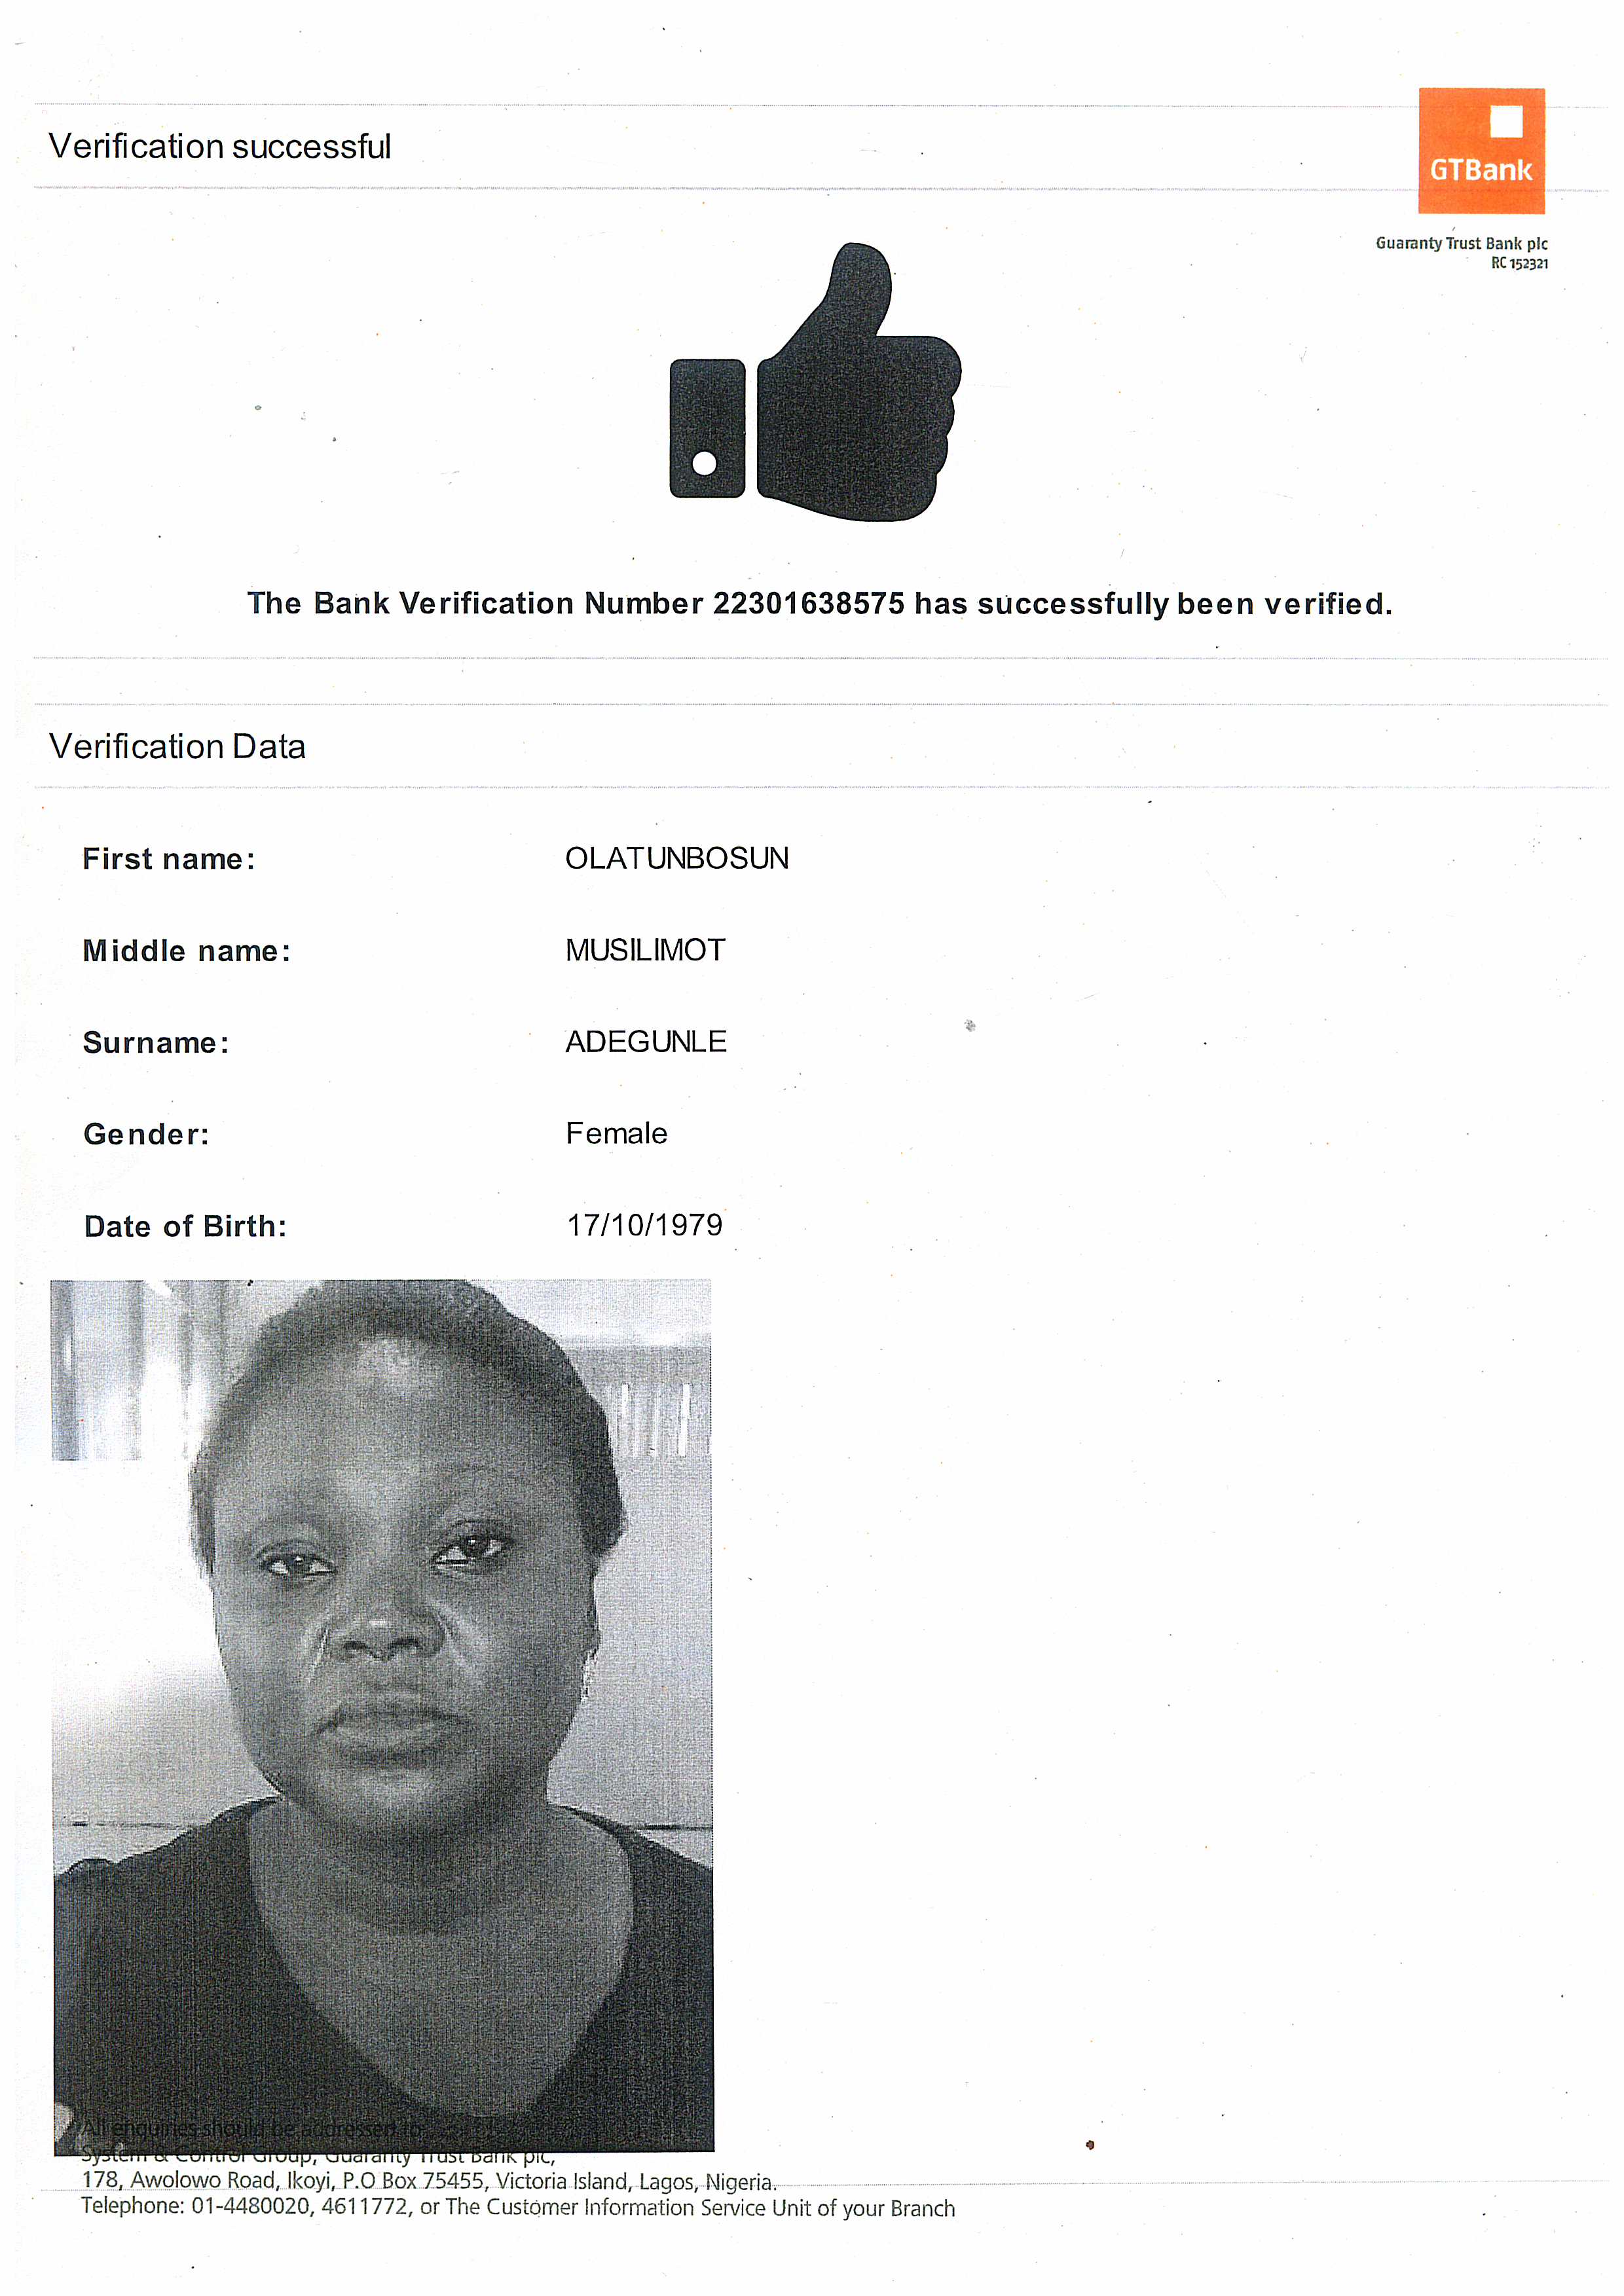 Verification successful
GTBank
Guaranty Trust Bank plc
RC 152321
The Bank Verification Number 22301638575 has successfully been verified.
Verification Data
First name: OLATUNBOSUN
Middle name: MUSILIMOT
Surname: ADEGUNLE
Gender: Female
Date of Birth: 17/10/1979
All enquiries should be addressed to
System & Control Group, Guaranty Trust Bank plc,
178, Awolowo Road, Ikoyi, P.O Box 75455, Victoria Island, Lagos, Nigeria.
Telephone: 01-4480020, 4611772, or The Customer Information Service Unit of your Branch